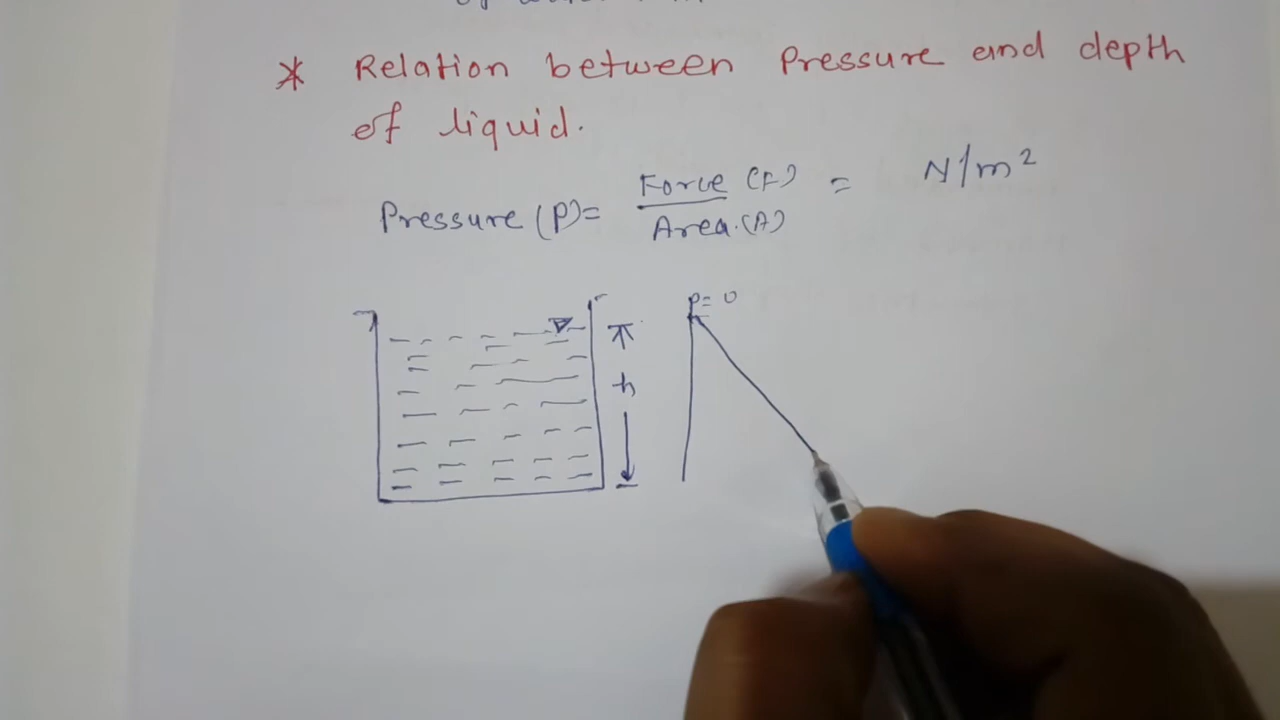 * Relation between Pressure and depth
of liquid.
Pressure (P) = Force (F) / Area. (A) = N/m²
P = 0
h